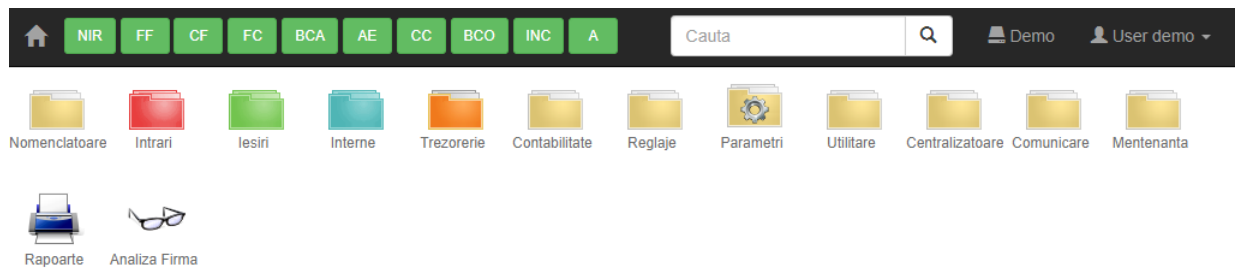 NIR FF CF FC BCA AE CC BCO INC A Cauta Demo User demo
Nomenclatoare Intrari Iesiri Interne Trezorerie Contabilitate Reglaje Parametri Utilitare Centralizatoare Comunicare Mentenanta
Rapoarte Analiza Firma